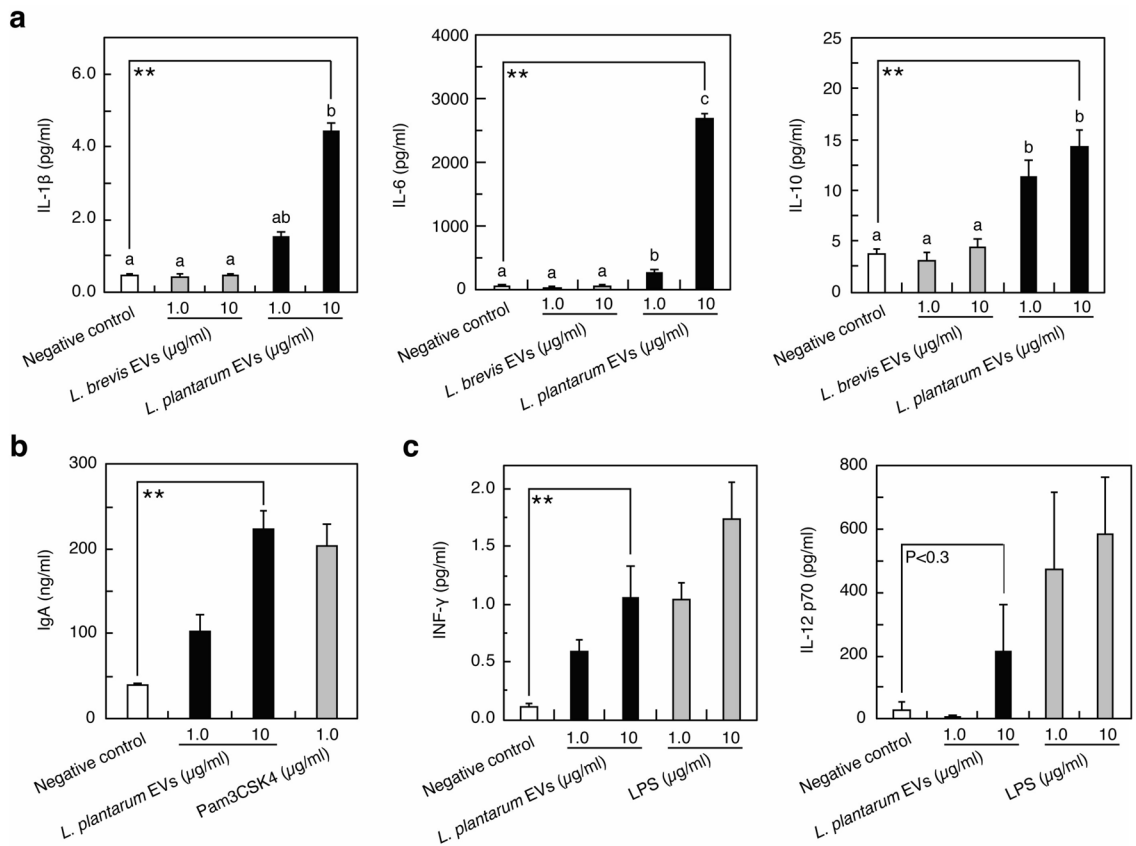 a
IL-1β (pg/ml)
6.0
4.0
2.0
0.0
**
a
a
a
ab
b
1.0
10
1.0
10
Negative control
L. brevis EVs (µg/ml)
L. plantarum EVs (µg/ml)
IL-6 (pg/ml)
4000
3000
2000
1000
0
**
a
a
a
b
c
1.0
10
1.0
10
Negative control
L. brevis EVs (µg/ml)
L. plantarum EVs (µg/ml)
IL-10 (pg/ml)
25
20
15
10
5
0
**
a
a
a
b
b
1.0
10
1.0
10
Negative control
L. brevis EVs (µg/ml)
L. plantarum EVs (µg/ml)
b
IgA (ng/ml)
300
200
100
0
**
1.0
10
1.0
Negative control
L. plantarum EVs (µg/ml)
Pam3CSK4 (µg/ml)
c
INF-γ (pg/ml)
2.0
1.5
1.0
0.5
0.0
**
1.0
10
1.0
10
Negative control
L. plantarum EVs (µg/ml)
LPS (µg/ml)
IL-12 p70 (pg/ml)
800
600
400
200
0
P<0.3
1.0
10
1.0
10
Negative control
L. plantarum EVs (µg/ml)
LPS (µg/ml)